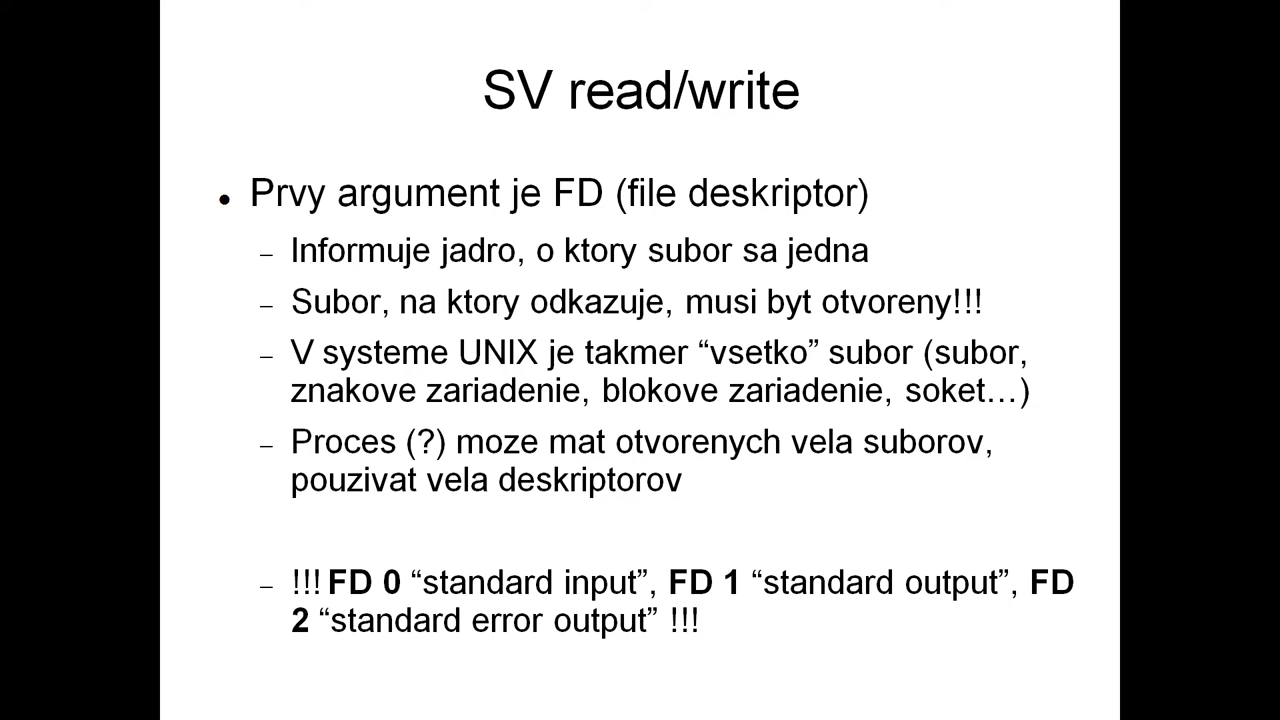 SV read/write
● Prvy argument je FD (file deskriptor)
– Informuje jadro, o ktory subor sa jedna
– Subor, na ktory odkazuje, musi byt otvoreny!!!
– V systeme UNIX je takmer “vsetko” subor (subor,
znakove zariadenie, blokove zariadenie, soket…)
– Proces (?) moze mat otvorenych vela suborov,
pouzivat vela deskriptorov
– !!! FD 0 “standard input”, FD 1 “standard output”, FD
2 “standard error output” !!!